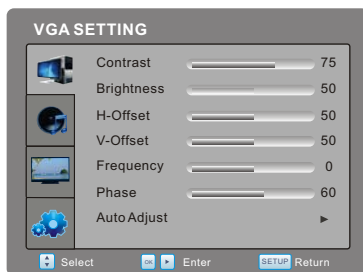 VGA SETTING
Contrast 75
Brightness 50
H-Offset 50
V-Offset 50
Frequency 0
Phase 60
Auto Adjust ►
Select OK ► Enter SETUP Return